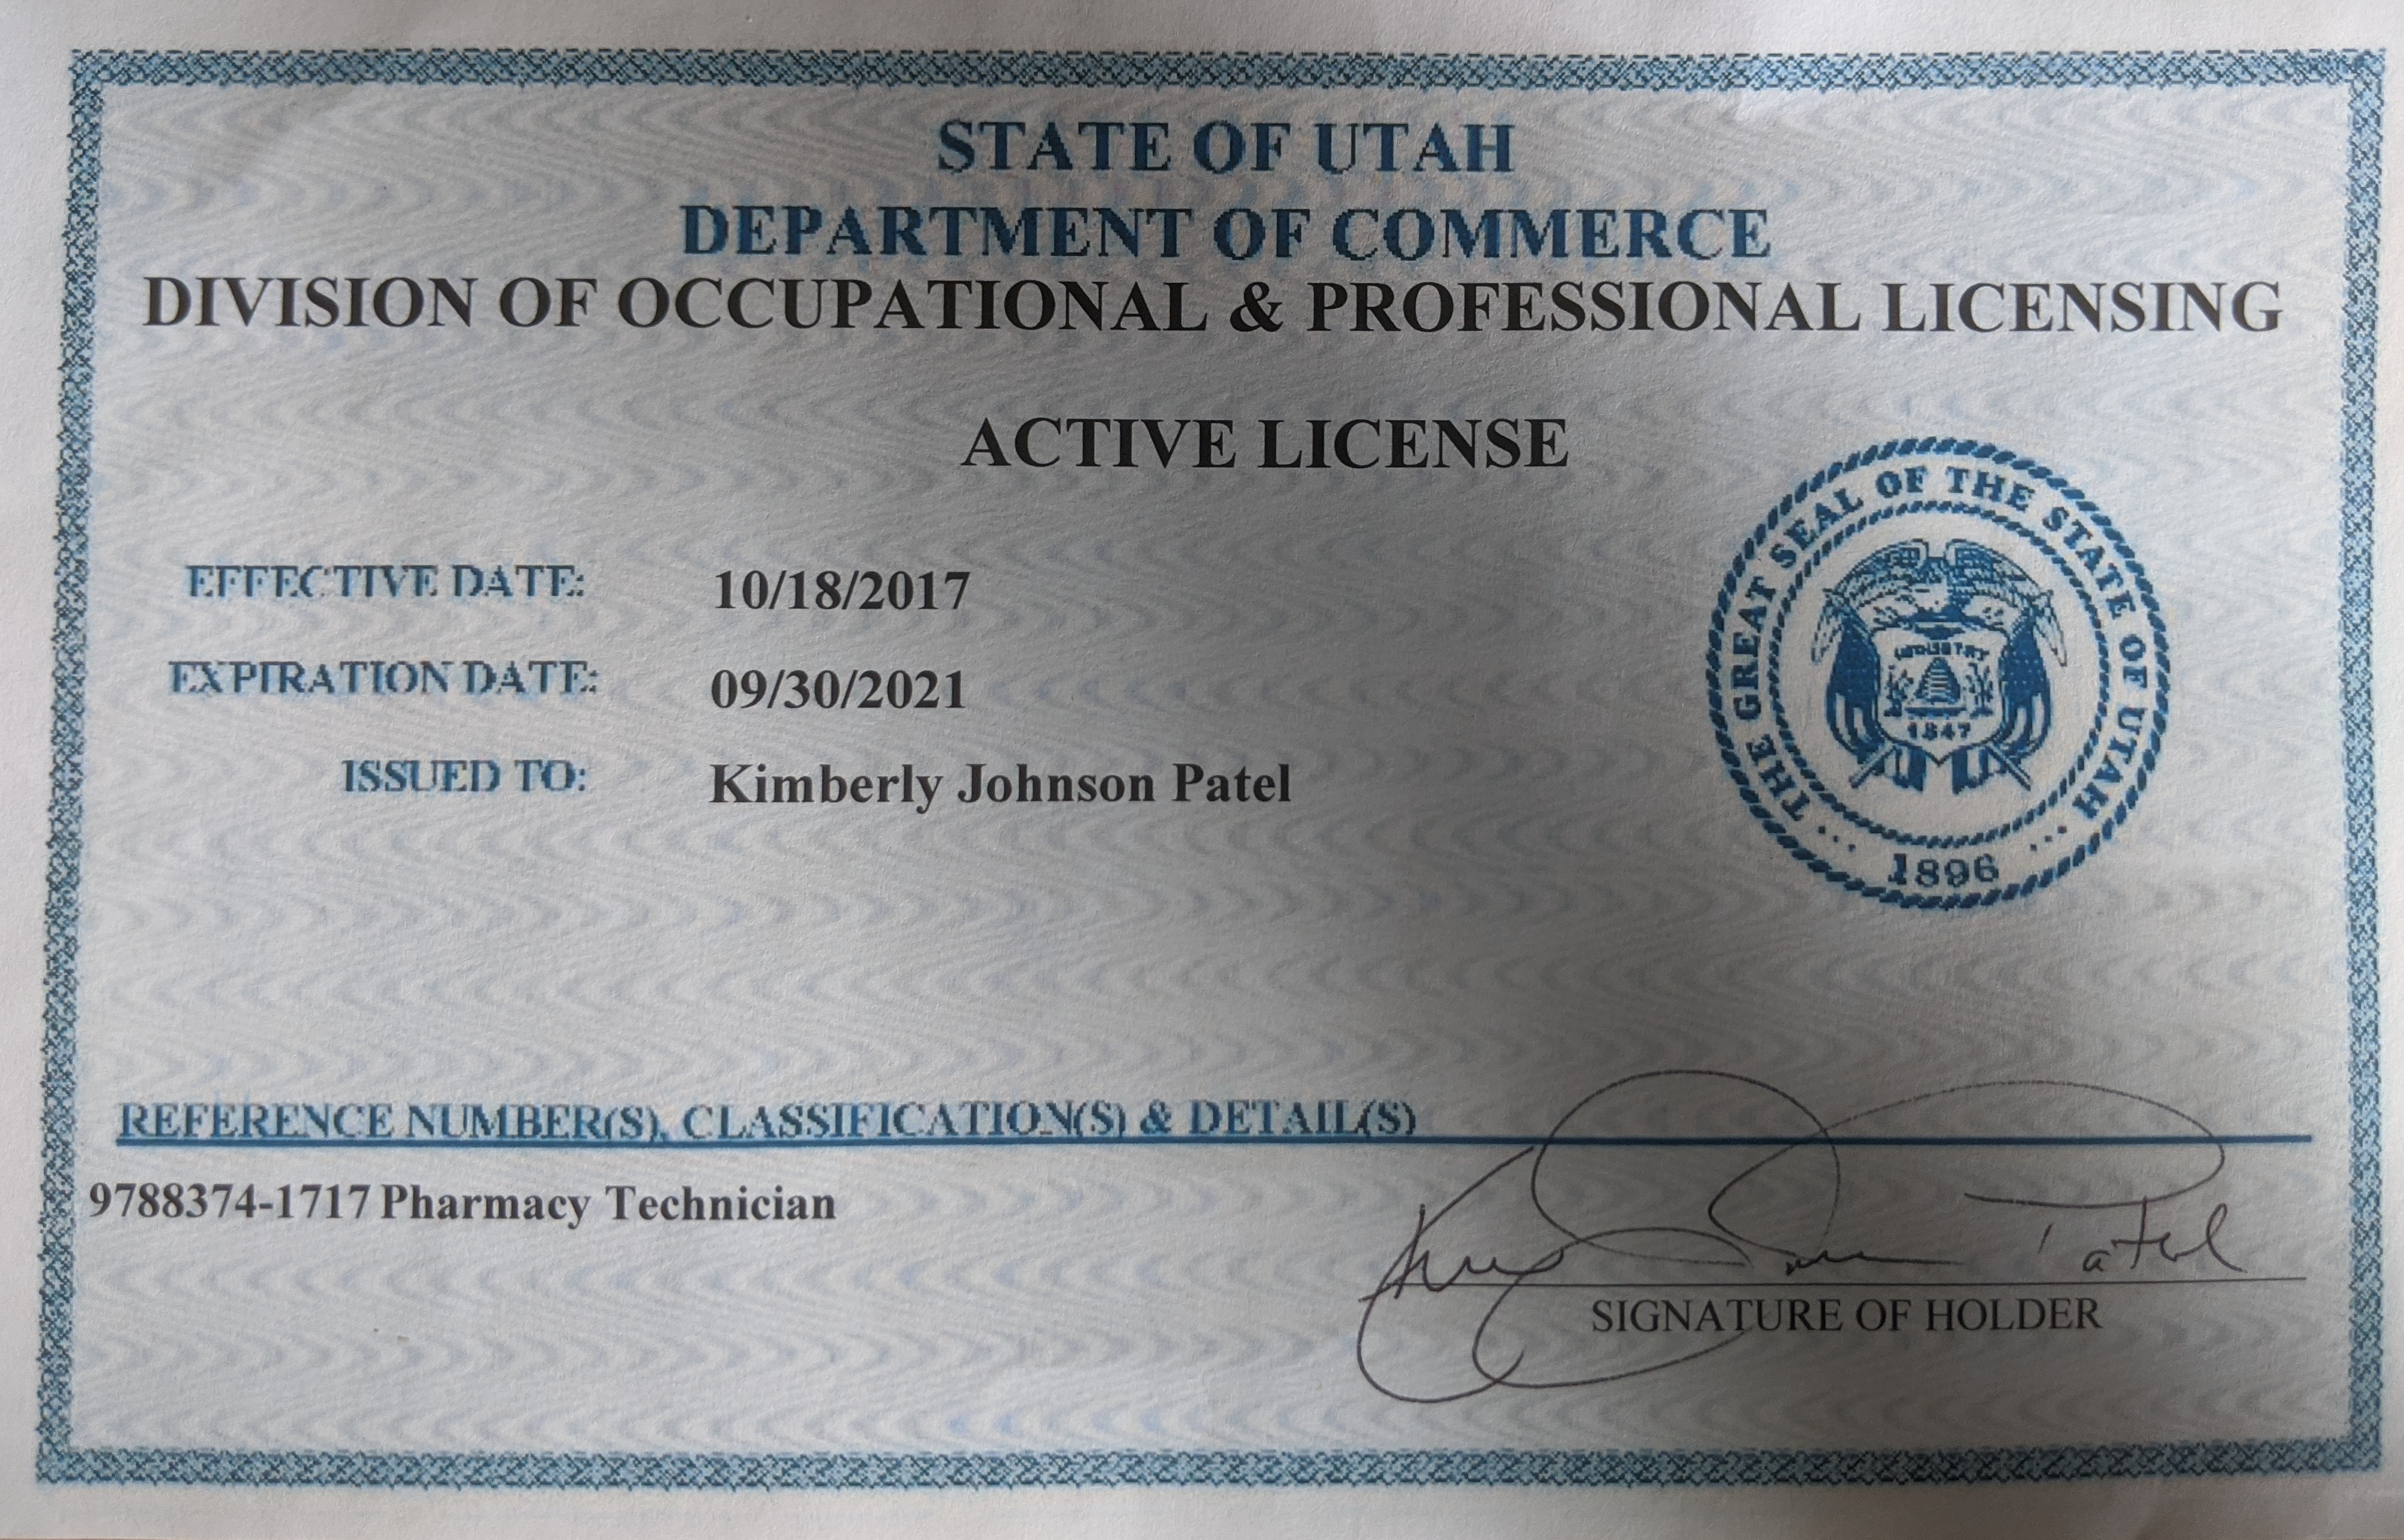 STATE OF UTAH
DEPARTMENT OF COMMERCE
DIVISION OF OCCUPATIONAL & PROFESSIONAL LICENSING
ACTIVE LICENSE
EFFECTIVE DATE: 10/18/2017
EXPIRATION DATE: 09/30/2021
ISSUED TO: Kimberly Johnson Patel
THE GREAT SEAL OF THE STATE OF UTAH
INDUSTRY
1847
1896
REFERENCE NUMBER(S), CLASSIFICATION(S) & DETAIL(S)
9788374-1717 Pharmacy Technician
Patel
SIGNATURE OF HOLDER